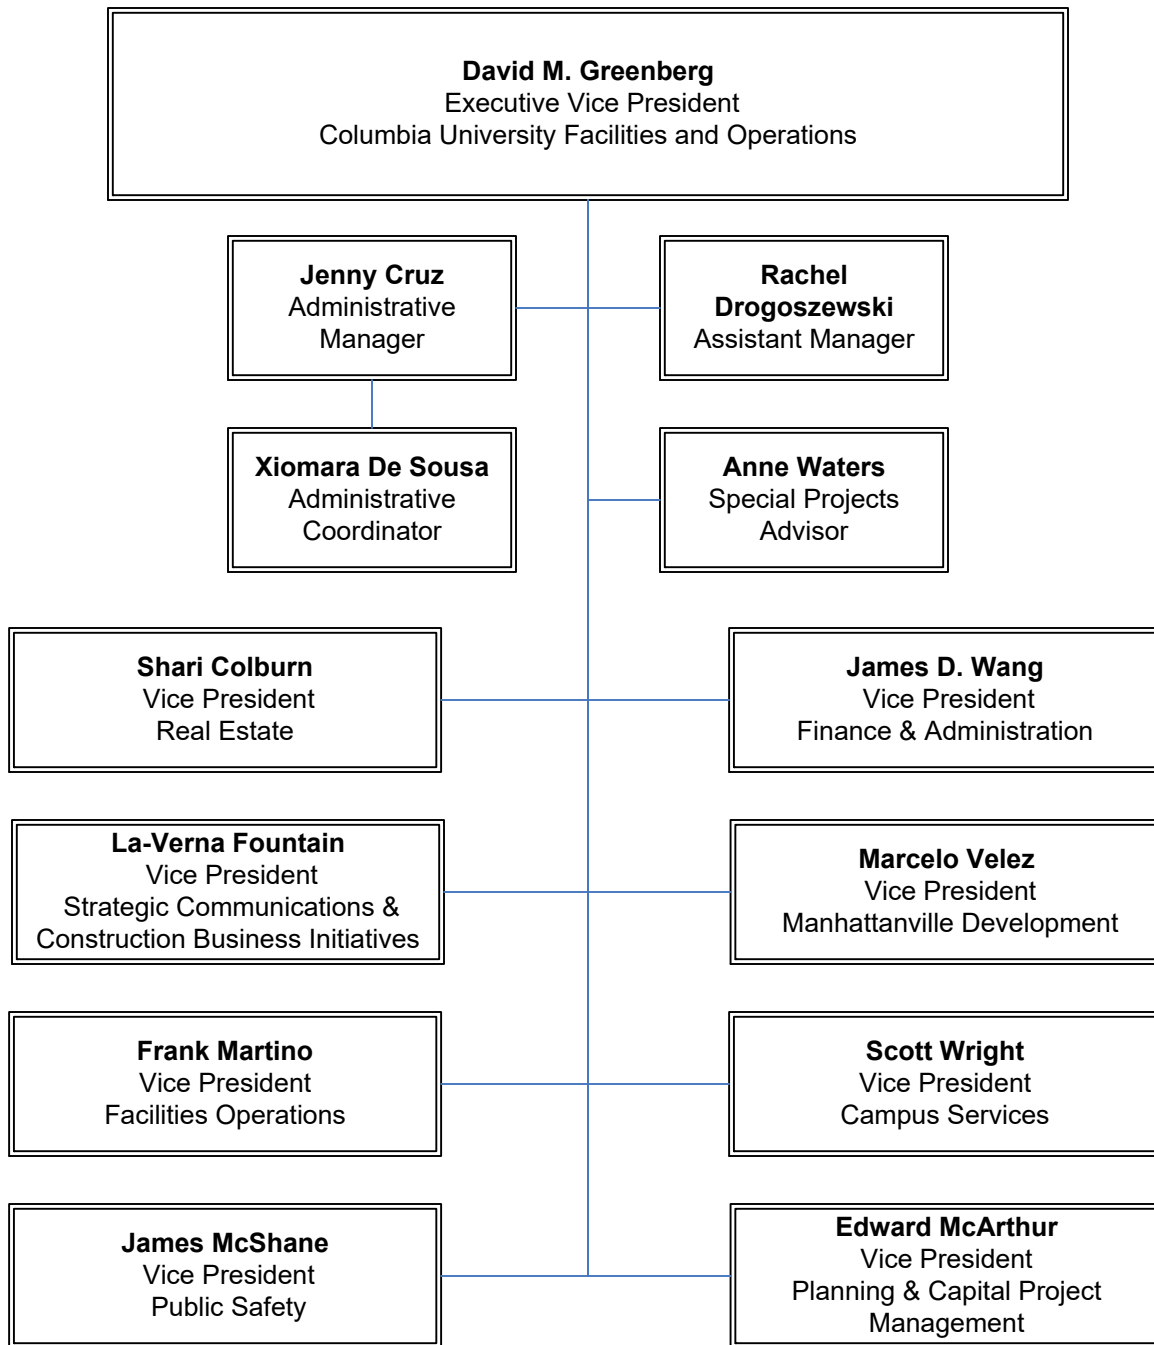 David M. Greenberg
Executive Vice President
Columbia University Facilities and Operations
Jenny Cruz
Administrative
Manager
Rachel
Drogoszewski
Assistant Manager
Xiomara De Sousa
Administrative
Coordinator
Anne Waters
Special Projects
Advisor
Shari Colburn
Vice President
Real Estate
James D. Wang
Vice President
Finance & Administration
La-Verna Fountain
Vice President
Strategic Communications &
Construction Business Initiatives
Marcelo Velez
Vice President
Manhattanville Development
Frank Martino
Vice President
Facilities Operations
Scott Wright
Vice President
Campus Services
James McShane
Vice President
Public Safety
Edward McArthur
Vice President
Planning & Capital Project
Management